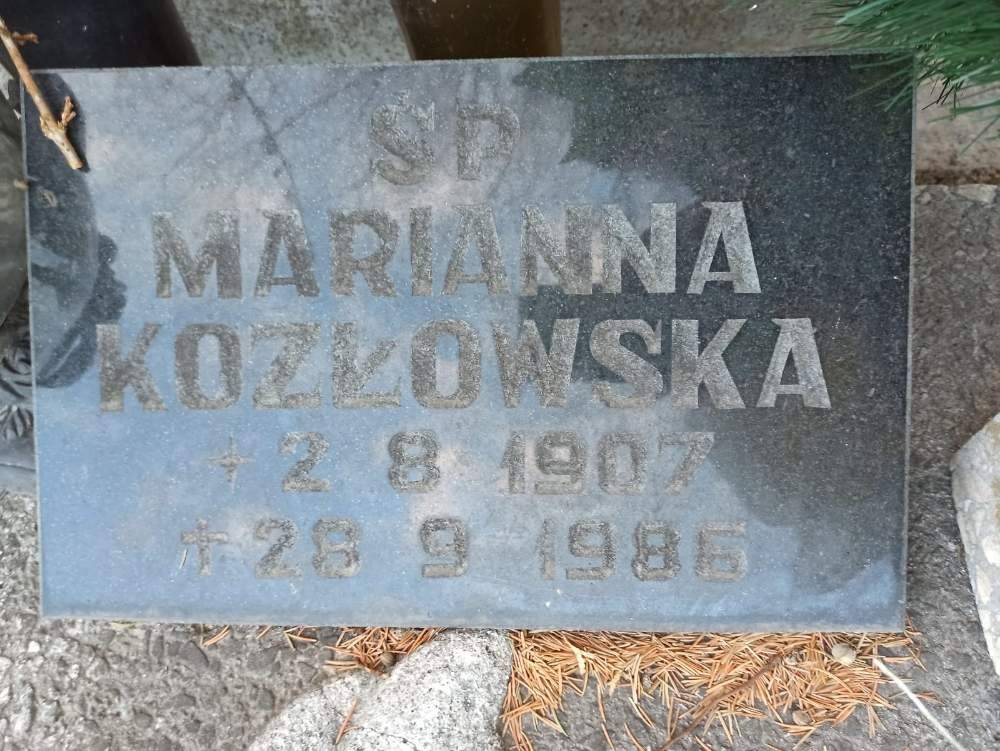 ŚP
MARIANNA
KOZŁOWSKA
2 8 1907
† 28 9 1986